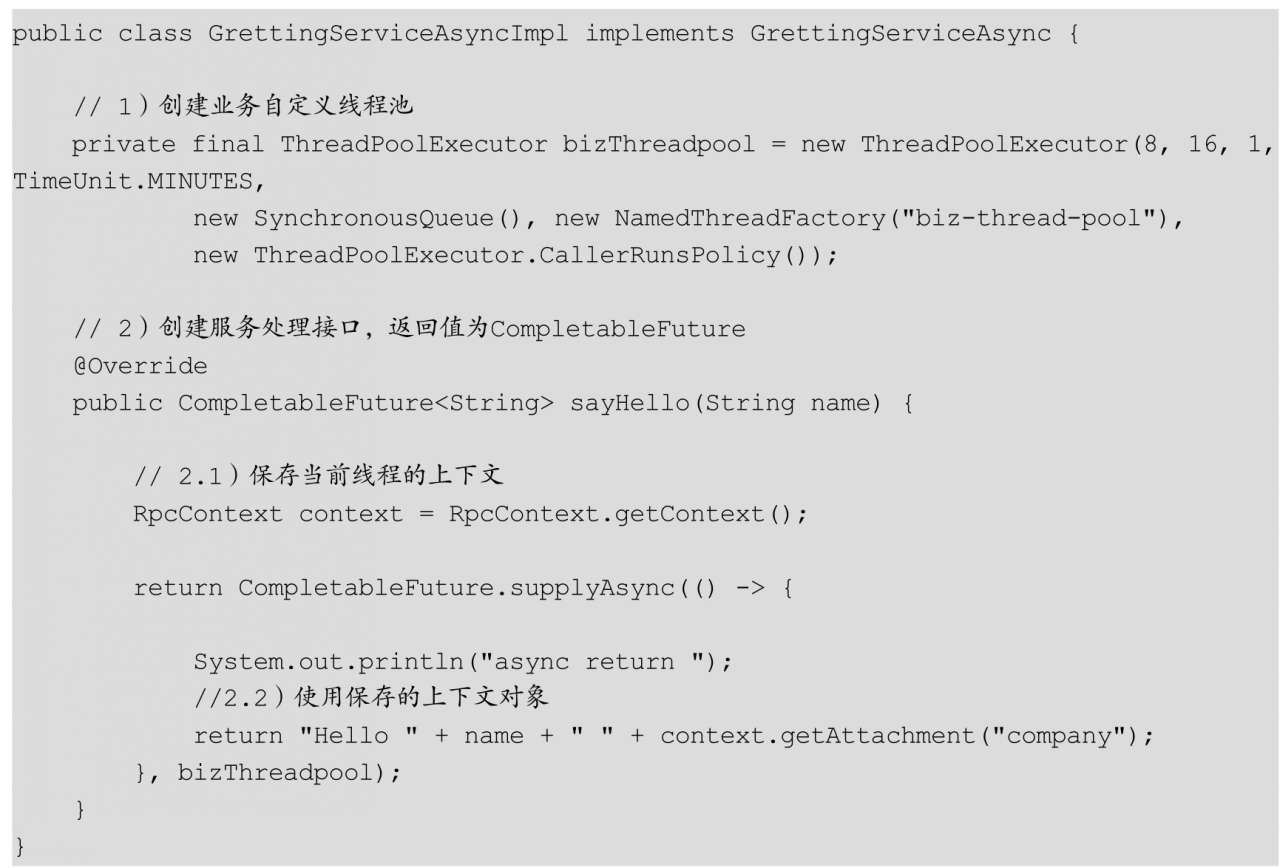 public class GrettingServiceAsyncImpl implements GrettingServiceAsync {
// 1）创建业务自定义线程池
private final ThreadPoolExecutor bizThreadpool = new ThreadPoolExecutor(8, 16, 1,
TimeUnit.MINUTES,
new SynchronousQueue(), new NamedThreadFactory("biz-thread-pool"),
new ThreadPoolExecutor.CallerRunsPolicy());
// 2）创建服务处理接口，返回值为CompletableFuture
@Override
public CompletableFuture<String> sayHello(String name) {
// 2.1）保存当前线程的上下文
RpcContext context = RpcContext.getContext();
return CompletableFuture.supplyAsync(() -> {
System.out.println("async return ");
//2.2）使用保存的上下文对象
return "Hello " + name + " " + context.getAttachment("company");
}, bizThreadpool);
}
}